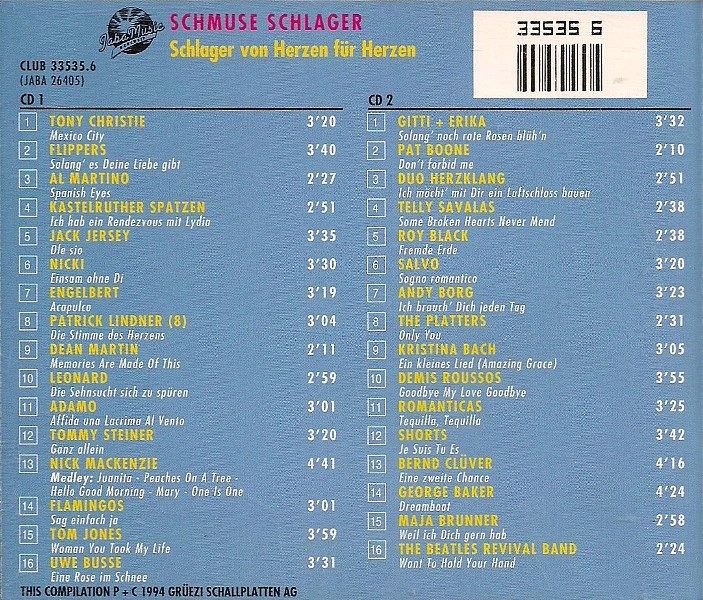 Jaba Music
SCHMUSE SCHLAGER
Schlager von Herzen für Herzen
33535 6
CLUB 33535.6
(JABA 26405)
CD 1
1 TONY CHRISTIE 3'20
Mexico City
2 FLIPPERS 3'40
Solang' es Deine Liebe gibt
3 AL MARTINO 2'27
Spanish Eyes
4 KASTELRUTHER SPATZEN 2'51
Ich hab ein Rendezvous mit Lydia
5 JACK JERSEY 3'35
Ole sio
6 NICKI 3'30
Einsam ohne Di
7 ENGELBERT 3'19
Acapulco
8 PATRICK LINDNER (8) 3'04
Die Stimme des Herzens
9 DEAN MARTIN 2'11
Memories Are Made Of This
10 LEONARD 2'59
Die Sehnsucht sich zu spüren
11 ADAMO 3'01
Affida una Lacrima Al Vento
12 TOMMY STEINER 3'20
Ganz allein
13 NICK MACKENZIE 4'41
Medley: Juanita - Peaches On A Tree -
Hello Good Morning - Mary - One Is One
14 FLAMINGOS 3'01
Sag einfach ja
15 TOM JONES 3'59
Woman You Took My Life
16 UWE BUSSE 3'31
Eine Rose im Schnee
CD 2
1 GITTI + ERIKA 3'32
Solang' noch rote Rosen blüh'n
2 PAT BOONE 2'10
Don't forbid me
3 DUO HERZKLANG 2'51
Ich möcht' mit Dir ein Luftschloss bauen
4 TELLY SAVALAS 2'38
Some Broken Hearts Never Mend
5 ROY BLACK 2'38
Fremde Erde
6 SALVO 3'20
Sogno romantico
7 ANDY BORG 3'23
Ich brauch' Dich jeden Tag
8 THE PLATTERS 2'31
Only You
9 KRISTINA BACH 3'05
Ein kleines Lied (Amazing Grace)
10 DEMIS ROUSSOS 3'55
Goodbye My Love Goodbye
11 ROMANTICAS 3'25
Tequilla, Tequilla
12 SHORTS 3'42
Je Suis Tu Es
13 BERND CLÜVER 4'16
Eine zweite Chance
14 GEORGE BAKER 4'24
Dreamboat
15 MAJA BRUNNER 2'58
Weil ich Dich gern hab
16 THE BEATLES REVIVAL BAND 2'24
Want To Hold Your Hand
THIS COMPILATION P + C 1994 GRÜEZI SCHALLPLATTEN AG